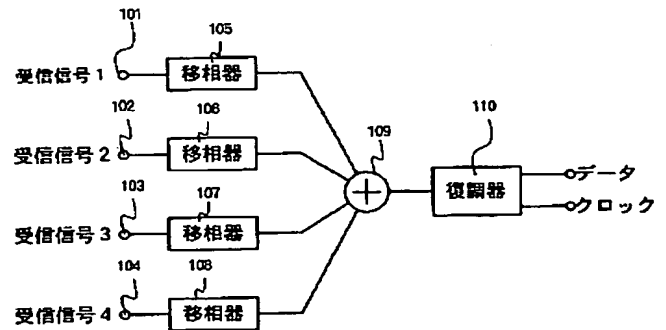 101
105
受信信号1
移相器
102
106
110
受信信号2
移相器
109
データ
103
107
復調器
クロック
受信信号3
移相器
104
108
受信信号4
移相器